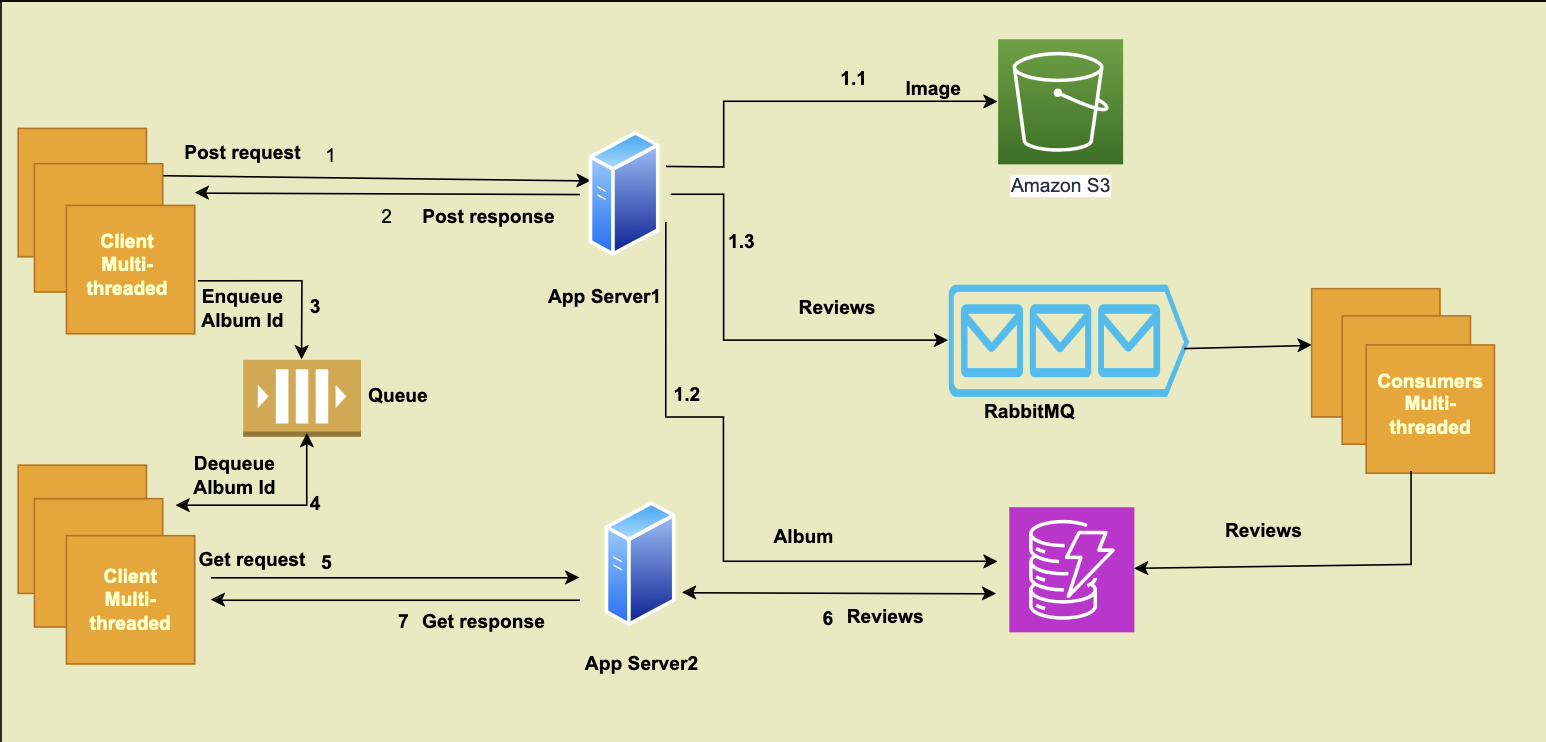 1.1
Image
Amazon S3
Post request 1
2 Post response
Client
Multi-
threaded
1.3
App Server1
Enqueue
Album Id
3
Reviews
Queue
1.2
RabbitMQ
Consumers
Multi-
threaded
Dequeue
Album Id
4
Album
Reviews
Get request 5
Client
Multi-
threaded
7 Get response
6 Reviews
App Server2